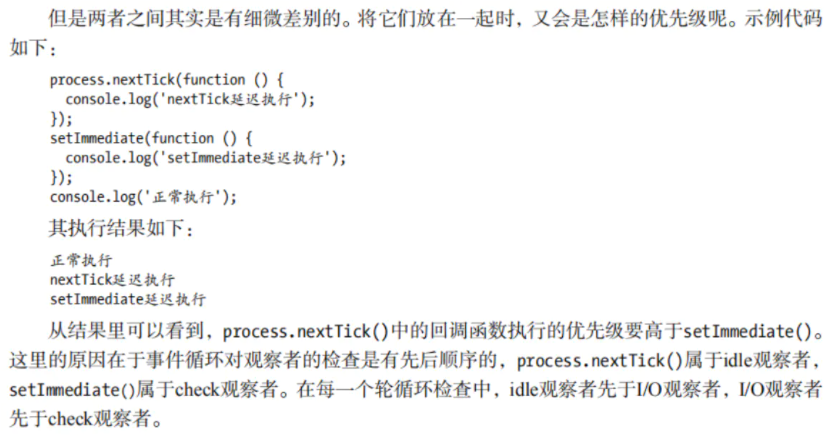 但是两者之间其实是有细微差别的。将它们放在一起时，又会是怎样的优先级呢。示例代码
如下：
process.nextTick(function () {
  console.log('nextTick延迟执行');
});
setImmediate(function () {
  console.log('setImmediate延迟执行');
});
console.log('正常执行');
其执行结果如下：
正常执行
nextTick延迟执行
setImmediate延迟执行
从结果里可以看到，process.nextTick()中的回调函数执行的优先级要高于setImmediate()。
这里的原因在于事件循环对观察者的检查是有先后顺序的，process.nextTick()属于idle观察者，
setImmediate()属于check观察者。在每一个轮循环检查中，idle观察者先于I/O观察者，I/O观察者
先于check观察者。